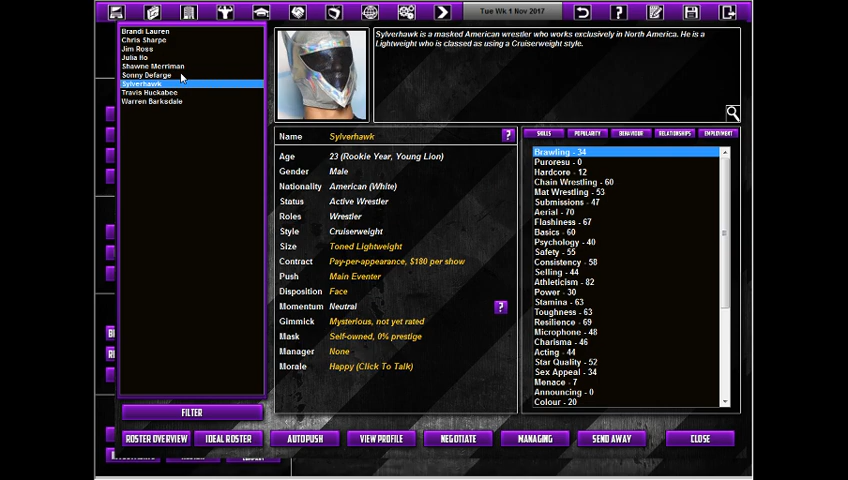 Tue Wk 1 Nov 2017
Brandi Lauren
Chris Sharpe
Jim Ross
Julia Ho
Shawne Merriman
Sonny Defarge
Sylverhawk
Travis Huckabee
Warren Barksdale
FILTER
Sylverhawk is a masked American wrestler who works exclusively in North America. He is a
Lightweight who is classed as using a Cruiserweight style.
Name Sylverhawk ?
Age 23 (Rookie Year, Young Lion)
Gender Male
Nationality American (White)
Status Active Wrestler
Roles Wrestler
Style Cruiserweight
Size Toned Lightweight
Contract Pay-per-appearance, $180 per show
Push Main Eventer
Disposition Face
Momentum Neutral ?
Gimmick Mysterious, not yet rated
Mask Self-owned, 0% prestige
Manager None
Morale Happy (Click To Talk)
SKILLS POPULARITY BEHAVIOUR RELATIONSHIPS EMPLOYMENT
Brawling - 34
Puroresu - 0
Hardcore - 12
Chain Wrestling - 60
Mat Wrestling - 53
Submissions - 47
Aerial - 70
Flashiness - 67
Basics - 60
Psychology - 40
Safety - 55
Consistency - 58
Selling - 44
Athleticism - 82
Power - 30
Stamina - 63
Toughness - 63
Resilience - 69
Microphone - 48
Charisma - 46
Acting - 44
Star Quality - 52
Sex Appeal - 34
Menace - 7
Announcing - 0
Colour - 20
ROSTER OVERVIEW IDEAL ROSTER AUTOPUSH VIEW PROFILE NEGOTIATE MANAGING SEND AWAY CLOSE